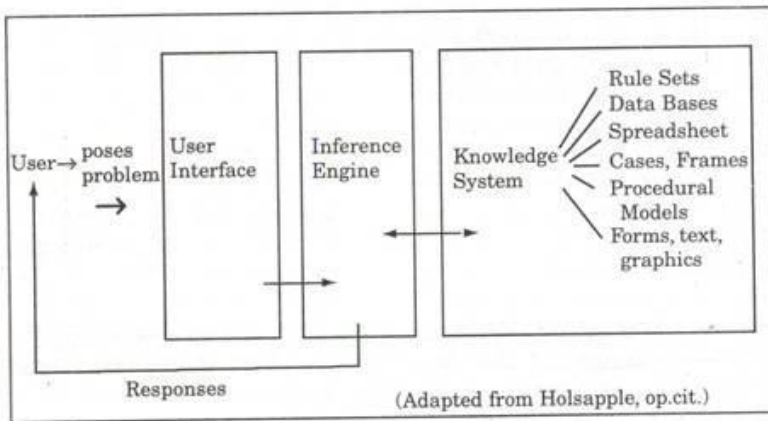 User→
poses
problem
→
User
Interface
Inference
Engine
Knowledge
System
Rule Sets
Data Bases
Spreadsheet
Cases, Frames
Procedural
Models
Forms, text,
graphics
Responses
(Adapted from Holsapple, op.cit.)